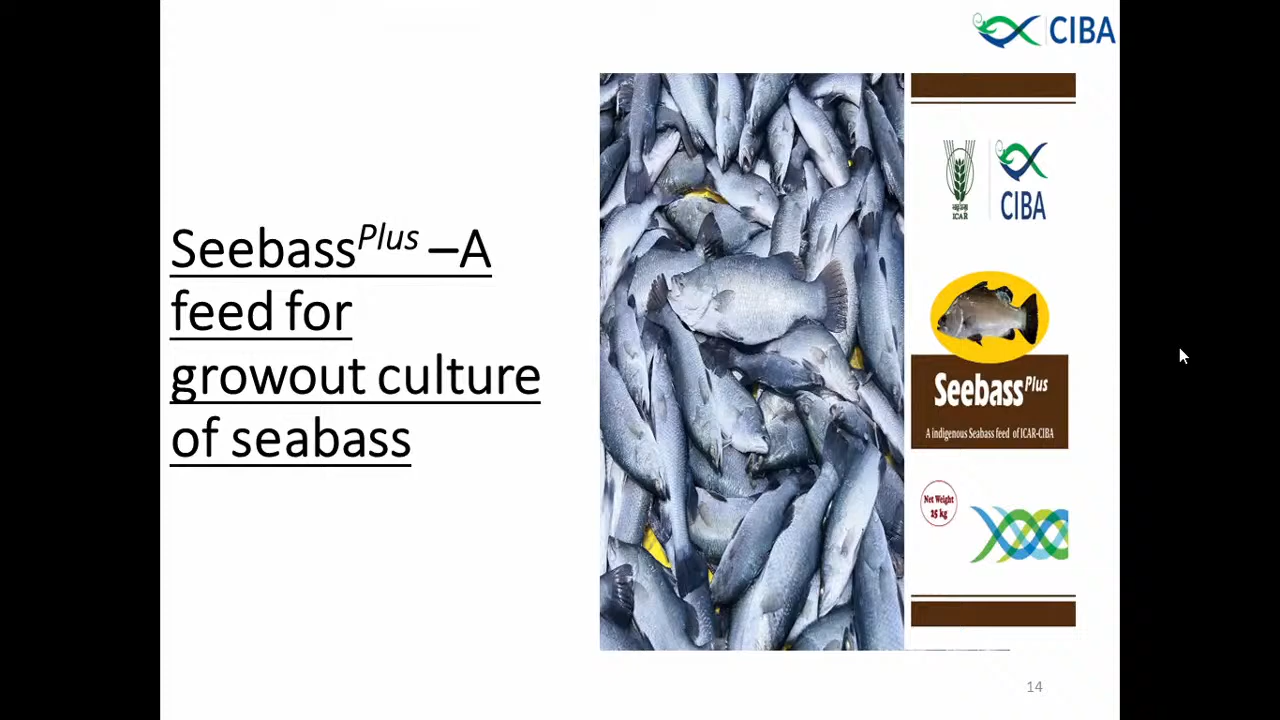 CIBA
Seebass Plus –A
feed for
growout culture
of seabass
ICAR
CIBA
Seebass Plus
A indigenous Seabass feed of ICAR-CIBA
Net Weight
25 kg
14